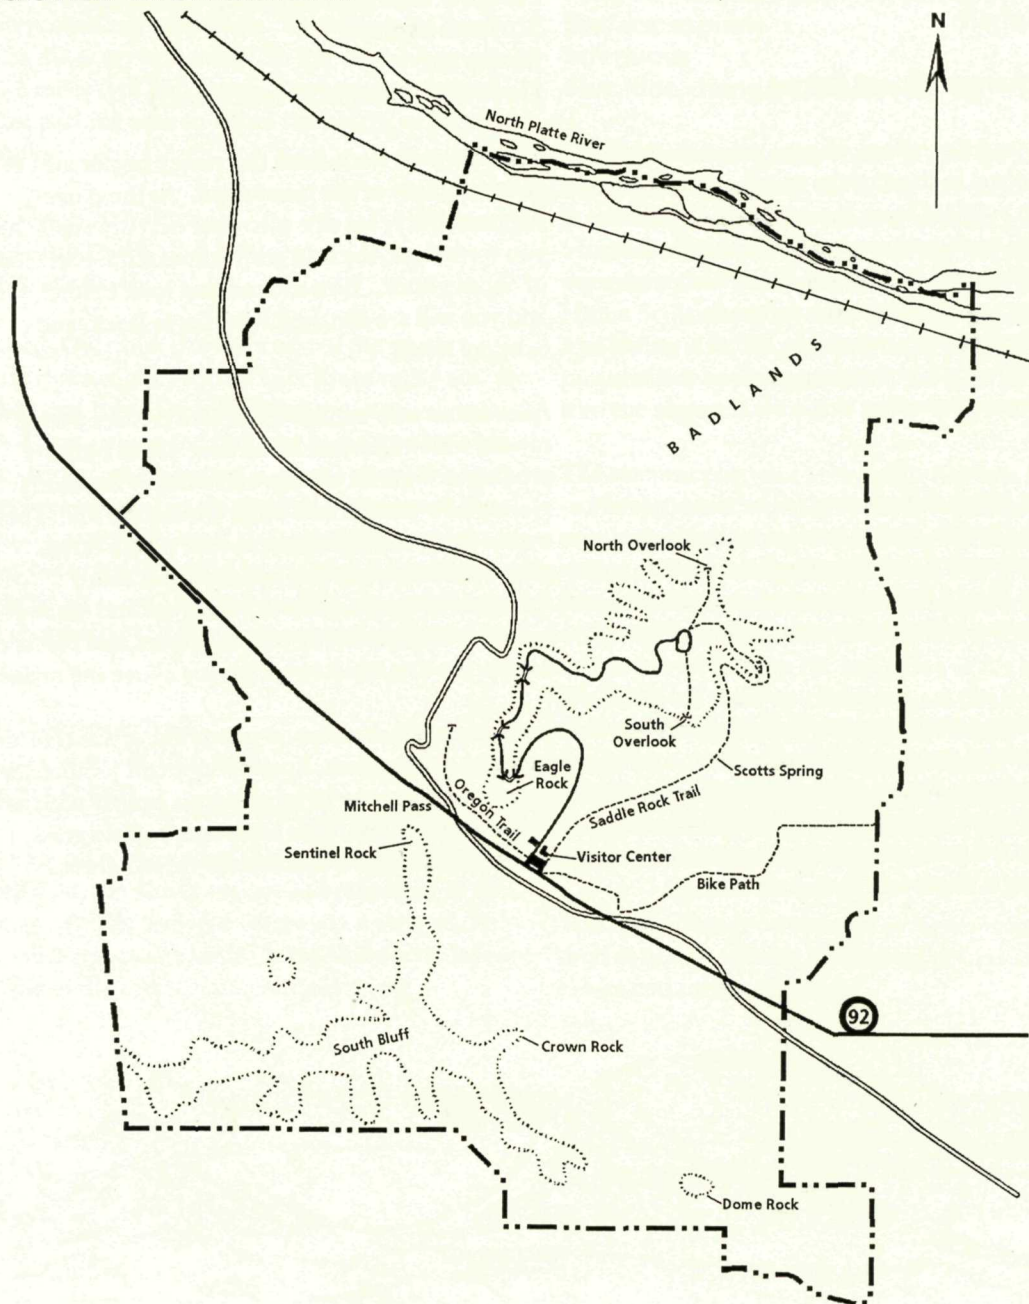 N
North Platte River
BADLANDS
North Overlook
South
Overlook
Eagle
Rock
Scotts Spring
Oregon Trail
Saddle Rock Trail
Mitchell Pass
Sentinel Rock
Visitor Center
Bike Path
92
South Bluff
Crown Rock
Dome Rock